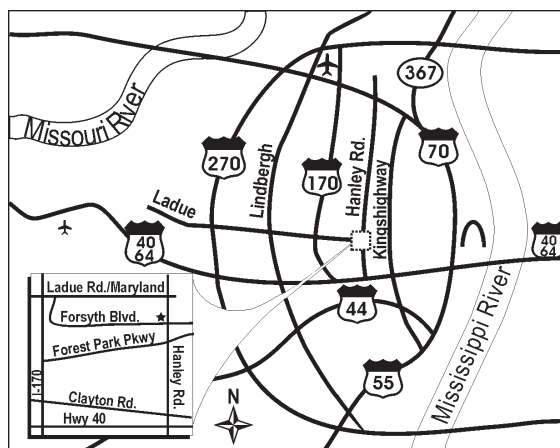 367
Missouri River
270
Lindbergh
170
Hanley Rd.
Kingshighway
70
Ladue
40
64
40
64
44
55
Mississippi River
N
Ladue Rd./Maryland
Forsyth Blvd.
Forest Park Pkwy
I-170
Hanley Rd.
Clayton Rd.
Hwy 40